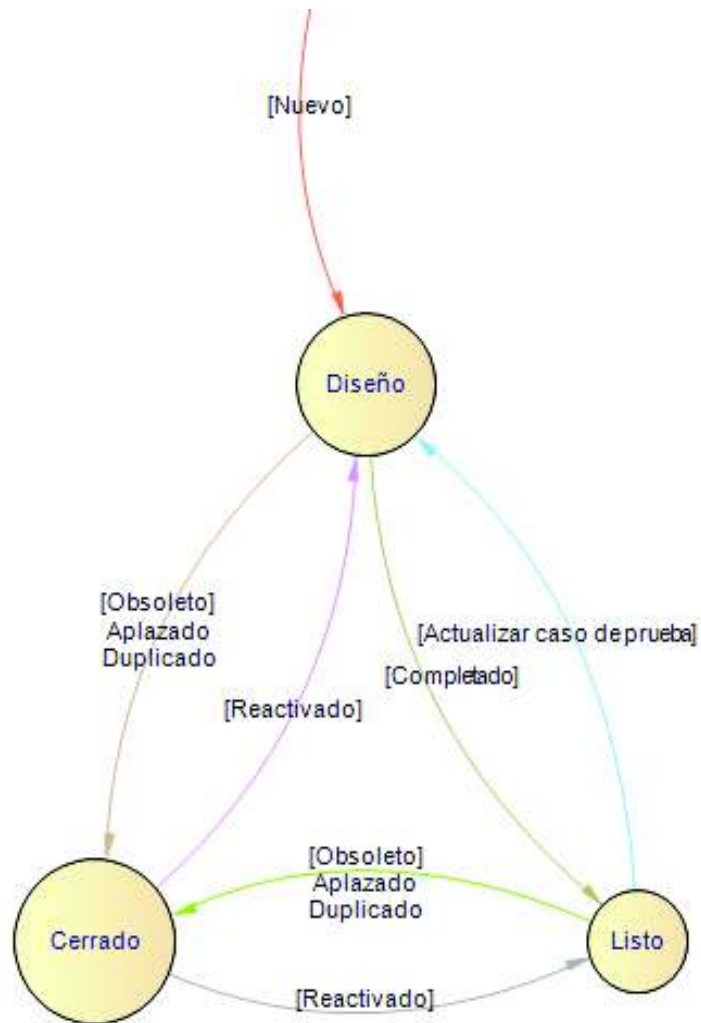 [Nuevo]
Diseño
[Obsoleto]
Aplazado
Duplicado
[Actualizar caso de prueba]
[Completado]
[Reactivado]
[Obsoleto]
Aplazado
Duplicado
Cerrado
Listo
[Reactivado]